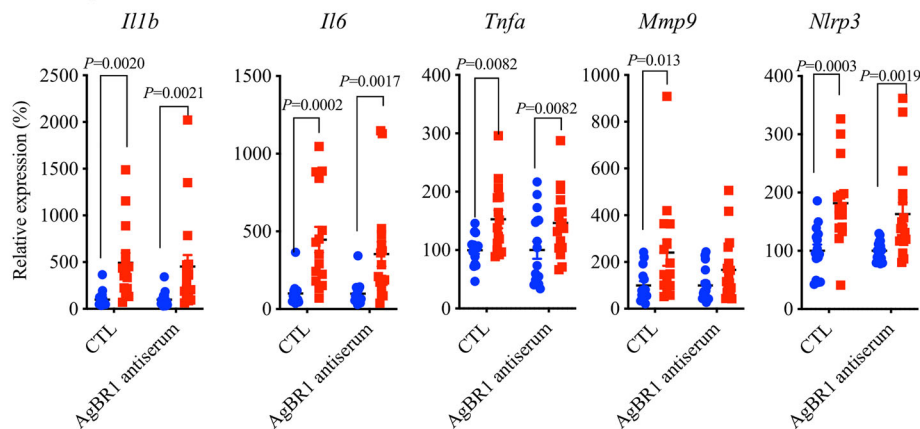 Il1b
Il6
Tnfa
Mmp9
Nlrp3
Relative expression (%)
P=0.0020
P=0.0021
2500
2000
1500
1000
500
0
CTL
AgBR1 antiserum
P=0.0002
P=0.0017
1500
1000
500
0
CTL
AgBR1 antiserum
P=0.0082
P=0.0082
400
300
200
100
0
CTL
AgBR1 antiserum
P=0.013
1000
800
600
400
200
0
CTL
AgBR1 antiserum
P=0.0003
P=0.0019
400
300
200
100
0
CTL
AgBR1 antiserum